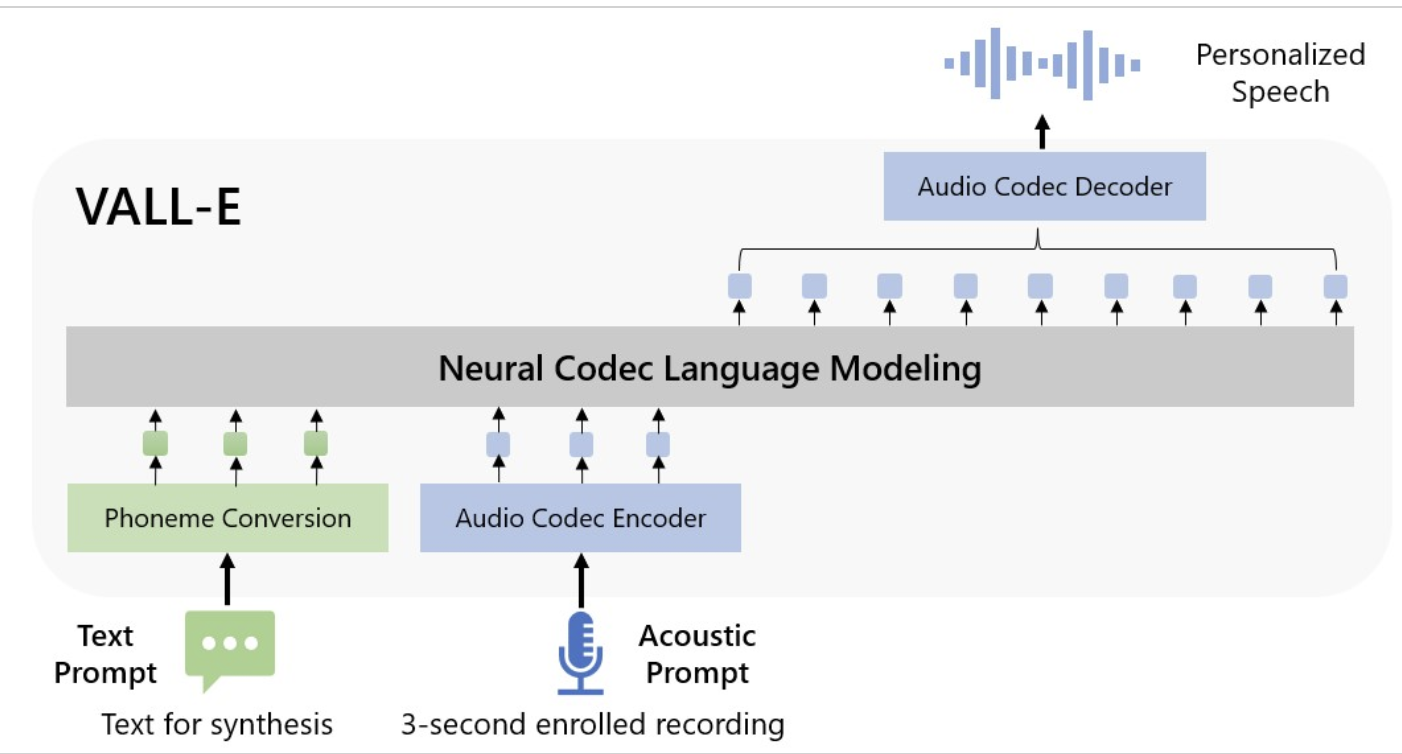 Personalized
Speech
Audio Codec Decoder
VALL-E
Neural Codec Language Modeling
Phoneme Conversion
Audio Codec Encoder
Text
Prompt
Acoustic
Prompt
Text for synthesis
3-second enrolled recording